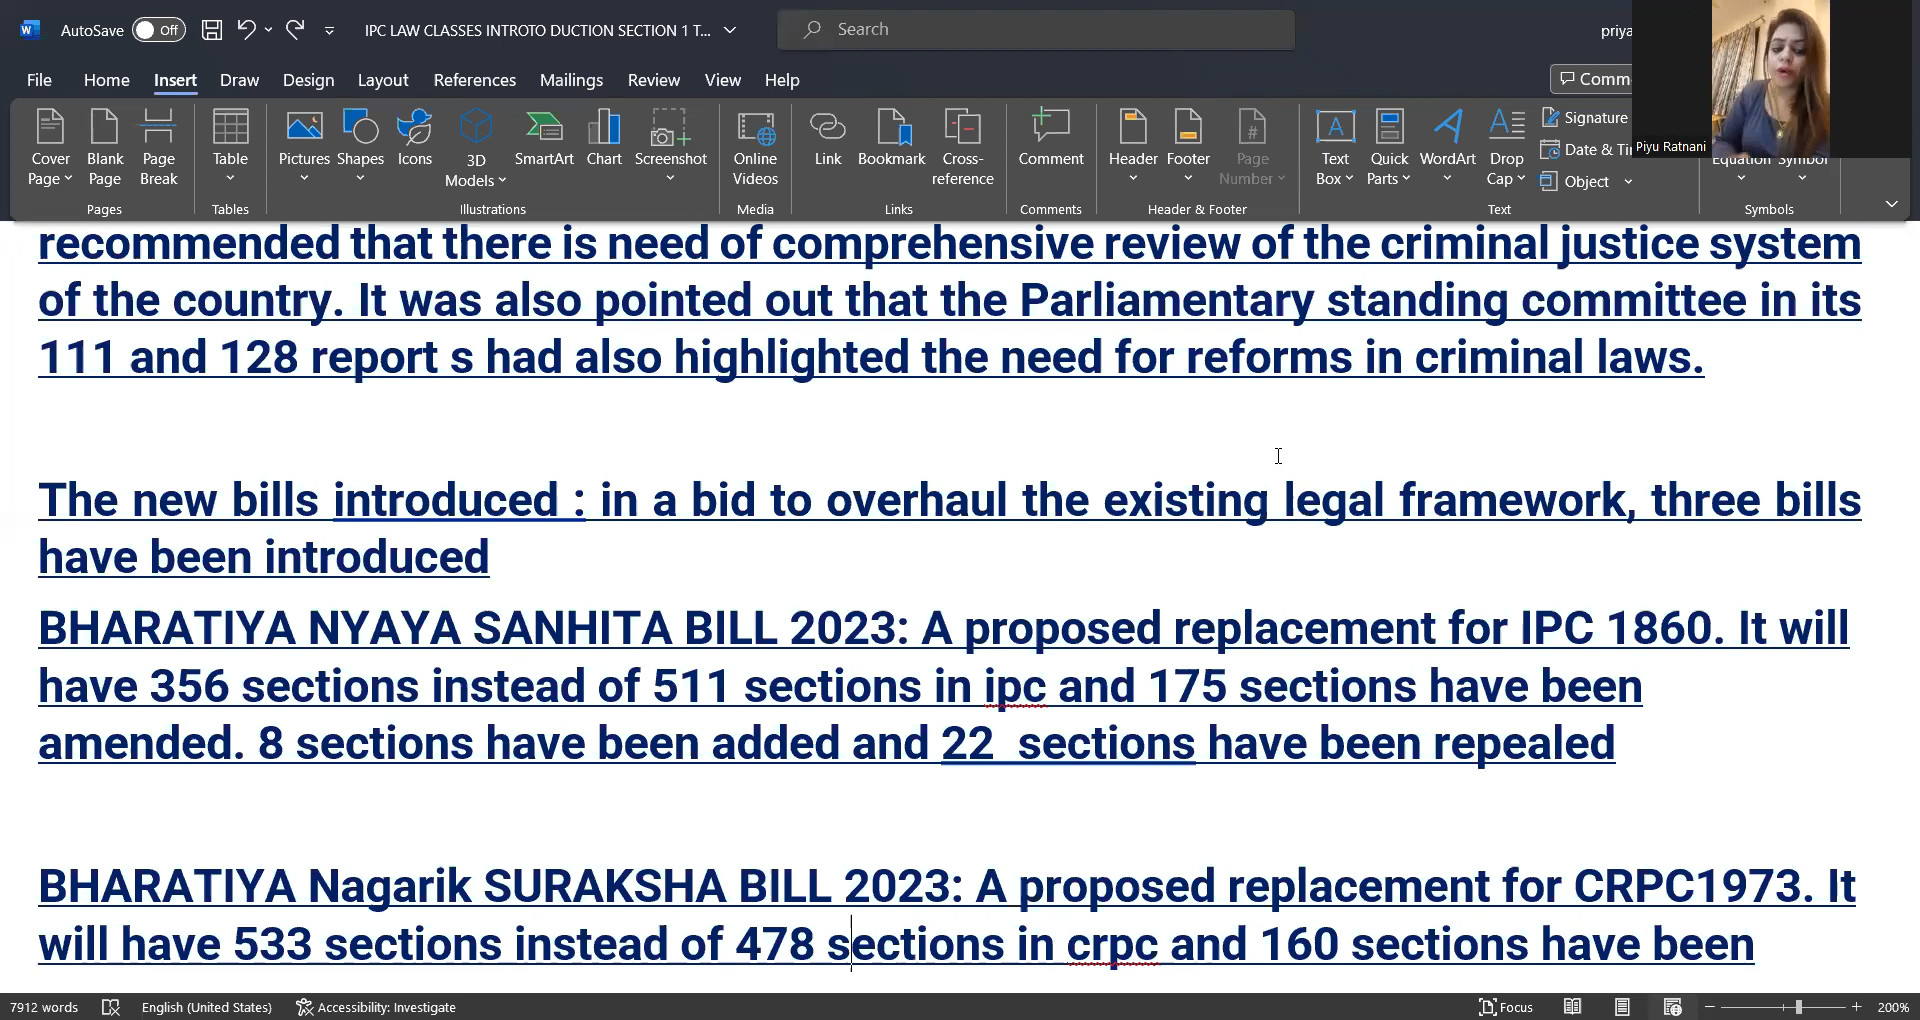 AutoSave Off IPC LAW CLASSES INTROTO DUCTION SECTION 1 T... Search priya
File Home Insert Draw Design Layout References Mailings Review View Help Comm
Cover Page Blank Page Page Break Table Pictures Shapes Icons 3D Models SmartArt Chart Screenshot Online Videos Link Bookmark Cross-reference Comment Header Footer Page Number Text Box Quick Parts WordArt Drop Cap Signature Date & Ti Object Equation Symbol
Piyu Ratnani
Pages Tables Illustrations Media Links Comments Header & Footer Text Symbols
recommended that there is need of comprehensive review of the criminal justice system
of the country. It was also pointed out that the Parliamentary standing committee in its
111 and 128 report s had also highlighted the need for reforms in criminal laws.
The new bills introduced : in a bid to overhaul the existing legal framework, three bills
have been introduced
BHARATIYA NYAYA SANHITA BILL 2023: A proposed replacement for IPC 1860. It will
have 356 sections instead of 511 sections in ipc and 175 sections have been
amended. 8 sections have been added and 22  sections have been repealed
BHARATIYA Nagarik SURAKSHA BILL 2023: A proposed replacement for CRPC1973. It
will have 533 sections instead of 478 sections in crpc and 160 sections have been
7912 words English (United States) Accessibility: Investigate Focus 200%